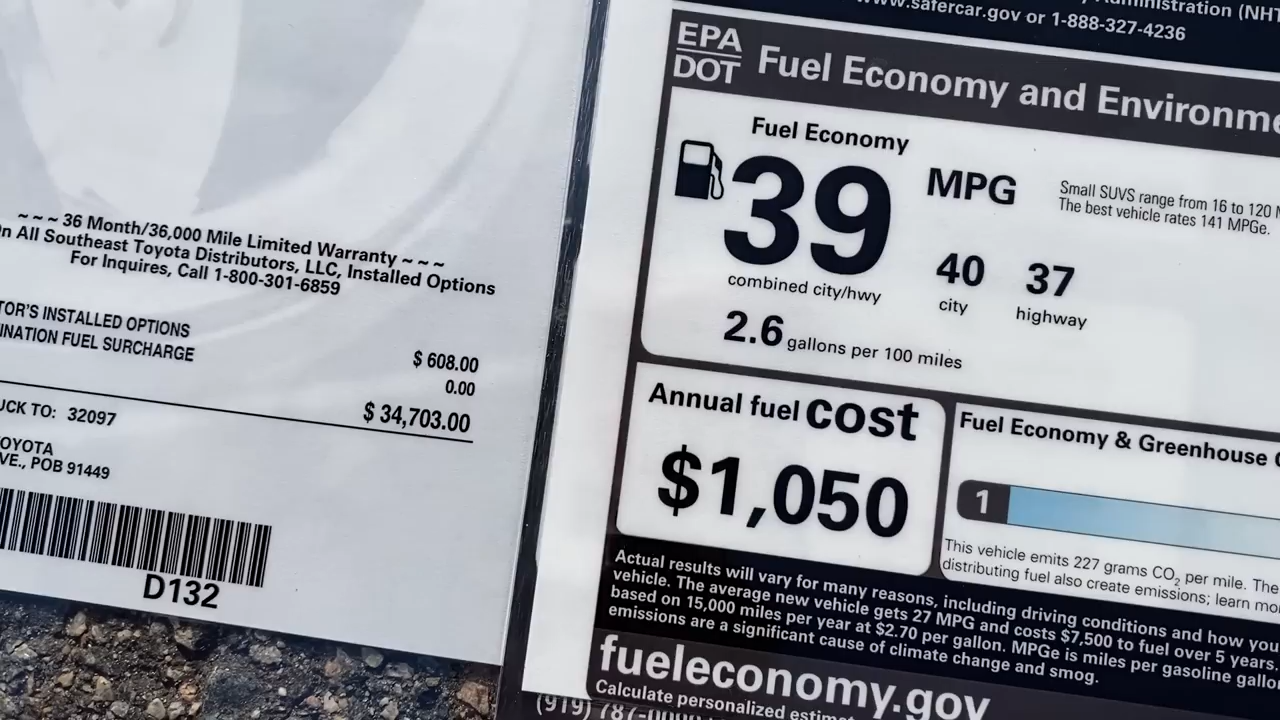 ~ ~ ~ 36 Month/36,000 Mile Limited Warranty ~ ~ ~
All Southeast Toyota Distributors, LLC, Installed Options
For Inquires, Call 1-800-301-6859
TOR'S INSTALLED OPTIONS
$ 608.00
INATION FUEL SURCHARGE
0.00
$ 34,703.00
UCK TO: 32097
OYOTA
VE., POB 91449
D132
www.safercar.gov or 1-888-327-4236
EPA
DOT
Fuel Economy and Environme
Fuel Economy
39 MPG
combined city/hwy
40
city
37
highway
2.6 gallons per 100 miles
Small SUVS range from 16 to 120
The best vehicle rates 141 MPGe.
Annual fuel cost
$1,050
Fuel Economy & Greenhouse
1
This vehicle emits 227 grams CO₂ per mile. The
distributing fuel also create emissions; learn mo
Actual results will vary for many reasons, including driving conditions and how you
vehicle. The average new vehicle gets 27 MPG and costs $7,500 to fuel over 5 years.
based on 15,000 miles per year at $2.70 per gallon. MPGe is miles per gasoline gallo
emissions are a significant cause of climate change and smog.
fueleconomy.gov
Calculate personalized estim